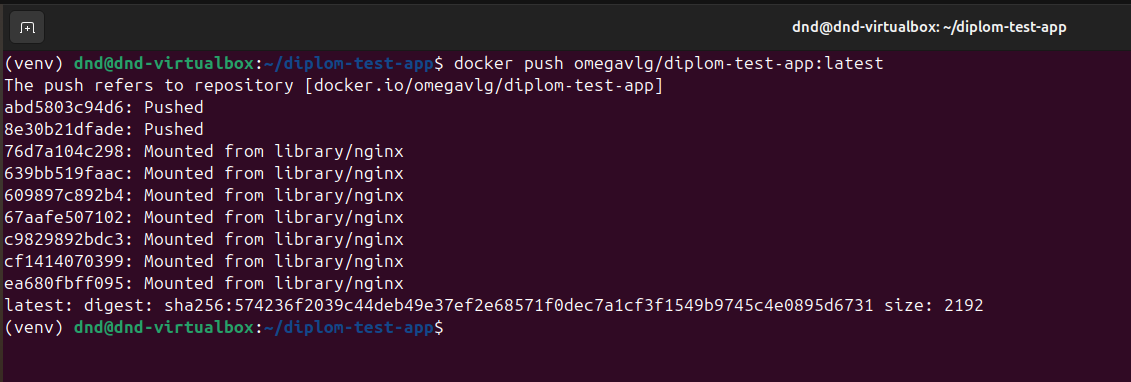 dnd@dnd-virtualbox: ~/diplom-test-app
(venv) dnd@dnd-virtualbox:~/diplom-test-app$ docker push omegavlg/diplom-test-app:latest
The push refers to repository [docker.io/omegavlg/diplom-test-app]
abd5803c94d6: Pushed
8e30b21dfade: Pushed
76d7a104c298: Mounted from library/nginx
639bb519faac: Mounted from library/nginx
609897c892b4: Mounted from library/nginx
67aafe507102: Mounted from library/nginx
c9829892bdc3: Mounted from library/nginx
cf1414070399: Mounted from library/nginx
ea680fbff095: Mounted from library/nginx
latest: digest: sha256:574236f2039c44deb49e37ef2e68571f0dec7a1cf3f1549b9745c4e0895d6731 size: 2192
(venv) dnd@dnd-virtualbox:~/diplom-test-app$